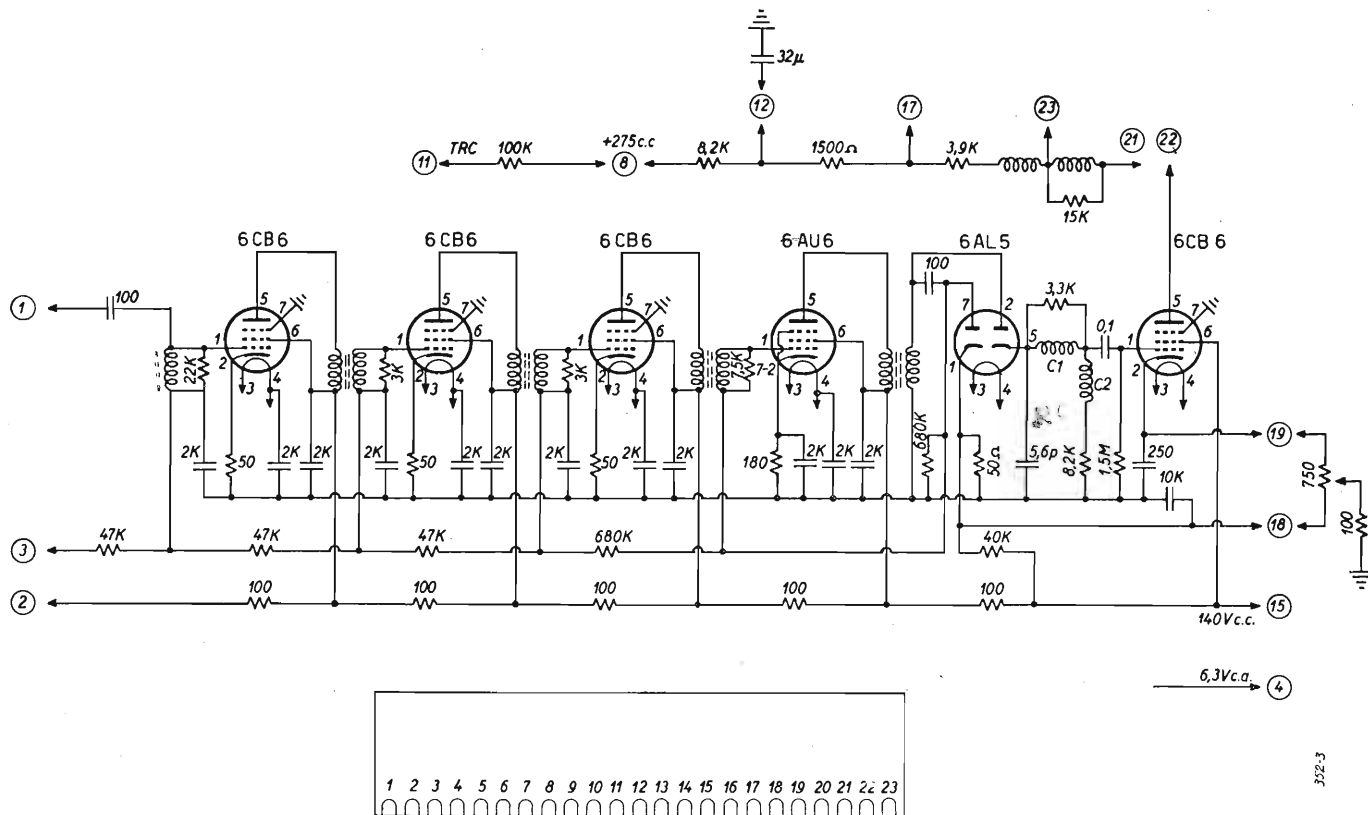 32µ
12
17
23
11
TRC
100K
+275c.c
8
8,2K
1500Ω
3,9K
21
22
15K
6CB6
6CB6
6CB6
6AU6
6AL5
6CB6
1
100
5
7
1
6
2
3
4
22K
2K
50
2K
2K
5
7
1
6
2
3
4
3K
2K
50
2K
2K
5
7
1
6
2
3
4
3K
2K
50
2K
2K
5
1
6
7-2
3
4
7,5K
180
2K
2K
2K
100
7
2
1
5
3
4
680K
50Ω
3,3K
C1
C2
0,1
5,6p
8,2K
1,5M
5
7
1
6
2
3
4
250
10K
19
750
100
18
3
47K
47K
47K
680K
40K
2
100
100
100
100
100
15
140Vc.c.
6,3Vc.a.
4
1 2 3 4 5 6 7 8 9 10 11 12 13 14 15 16 17 18 19 20 21 22 23
352-3